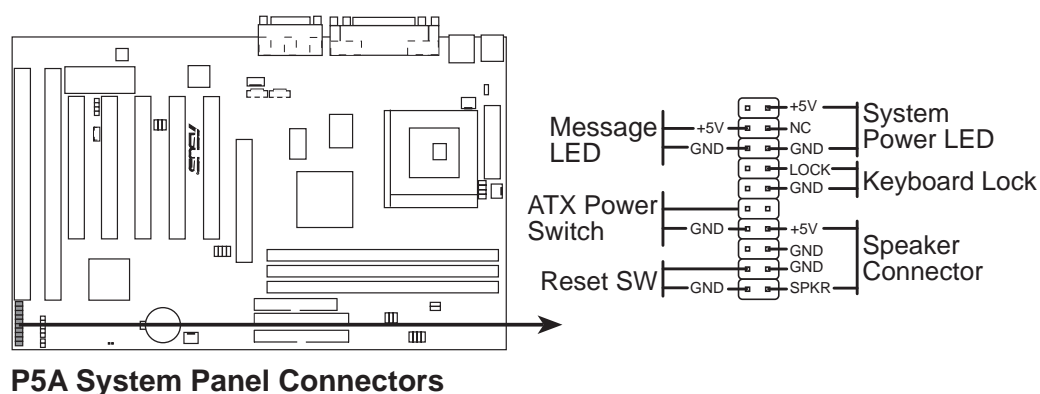 ASUS
Message
LED
+5V
GND
+5V
NC
GND
System
Power LED
LOCK
GND
Keyboard Lock
ATX Power
Switch
GND
+5V
GND
GND
SPKR
Speaker
Connector
Reset SW
GND
P5A System Panel Connectors